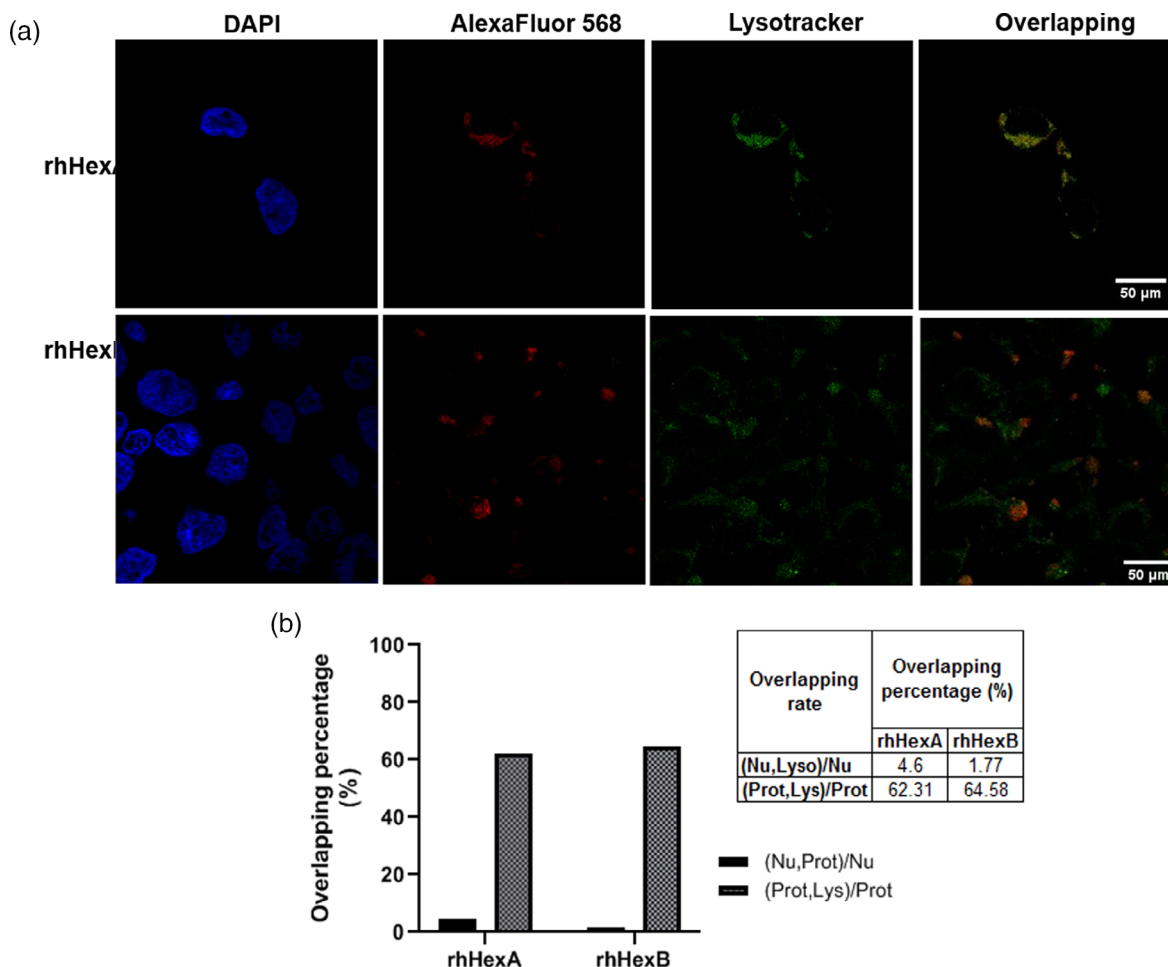 (a)
DAPI AlexaFluor 568 Lysotracker Overlapping
rhHexA
50 µm
rhHex
50 µm
(b)
Overlapping percentage
(%)
100
80
60
40
20
0
rhHexA rhHexB
Overlapping
rate
Overlapping
percentage (%)
rhHexA rhHexB
(Nu,Lyso)/Nu 4.6 1.77
(Prot,Lys)/Prot 62.31 64.58
(Nu,Prot)/Nu
(Prot,Lys)/Prot